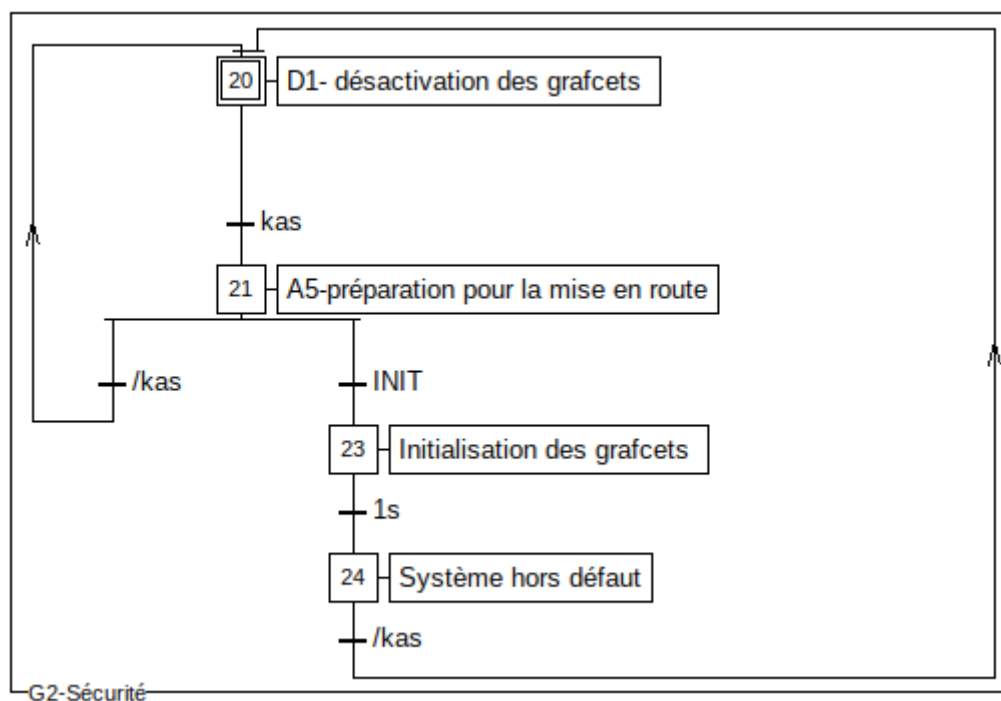 20 D1- désactivation des grafcets
kas
21 A5-préparation pour la mise en route
/kas INIT
23 Initialisation des grafcets
1s
24 Système hors défaut
/kas
G2-Sécurité